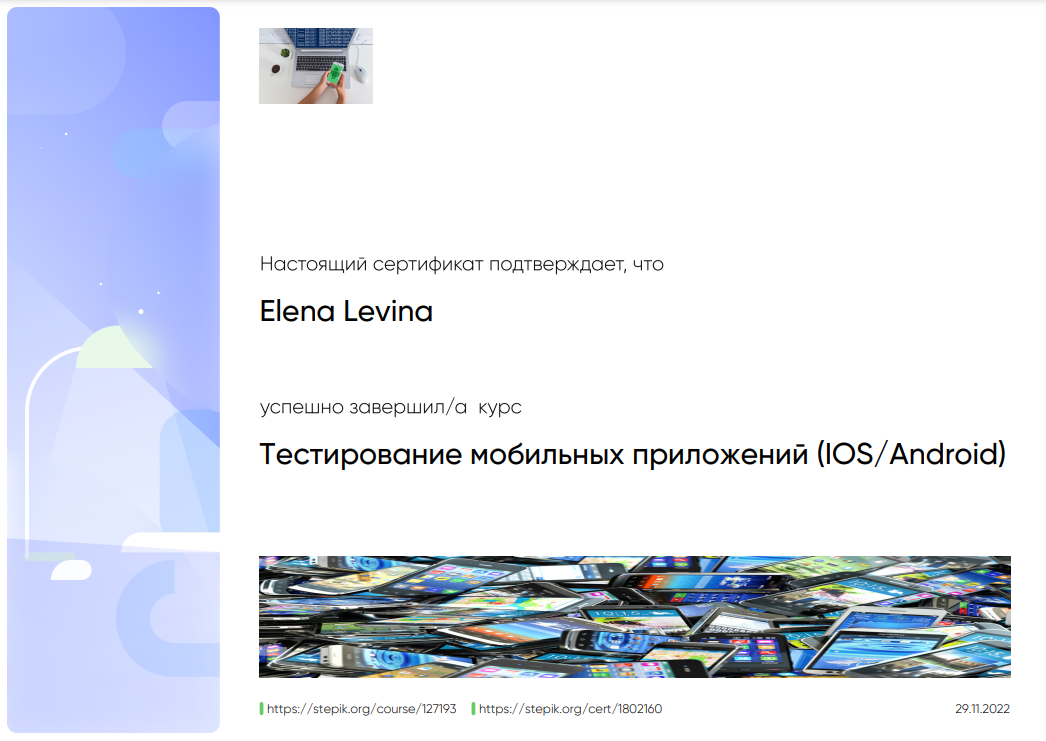 Настоящий сертификат подтверждает, что
Elena Levina
успешно завершил/а курс
Тестирование мобильных приложений (IOS/Android)
https://stepik.org/course/127193 https://stepik.org/cert/1802160 29.11.2022